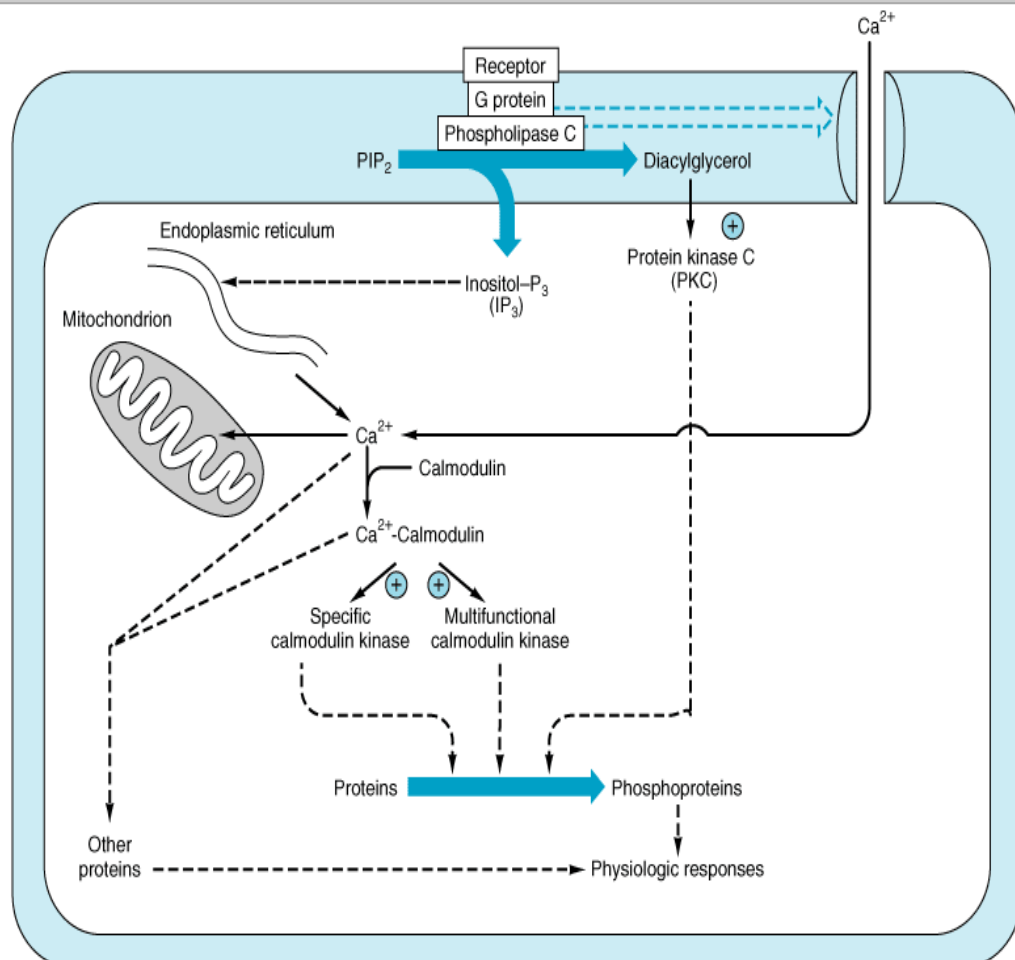 Ca2+
Receptor
G protein
Phospholipase C
PIP2
Diacylglycerol
+
Endoplasmic reticulum
Protein kinase C
(PKC)
Inositol–P3
(IP3)
Mitochondrion
Ca2+
Calmodulin
Ca2+-Calmodulin
+ +
Specific
calmodulin kinase
Multifunctional
calmodulin kinase
Proteins
Phosphoproteins
Other
proteins
Physiologic responses